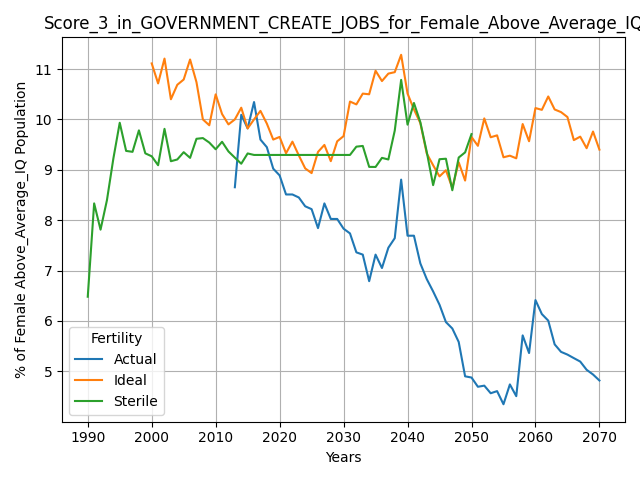 Score_3_in_GOVERNMENT_CREATE_JOBS_for_Female_Above_Average_IQ
% of Female Above_Average_IQ Population
11
10
9
8
7
6
5
Fertility
Actual
Ideal
Sterile
1990 2000 2010 2020 2030 2040 2050 2060 2070
Years